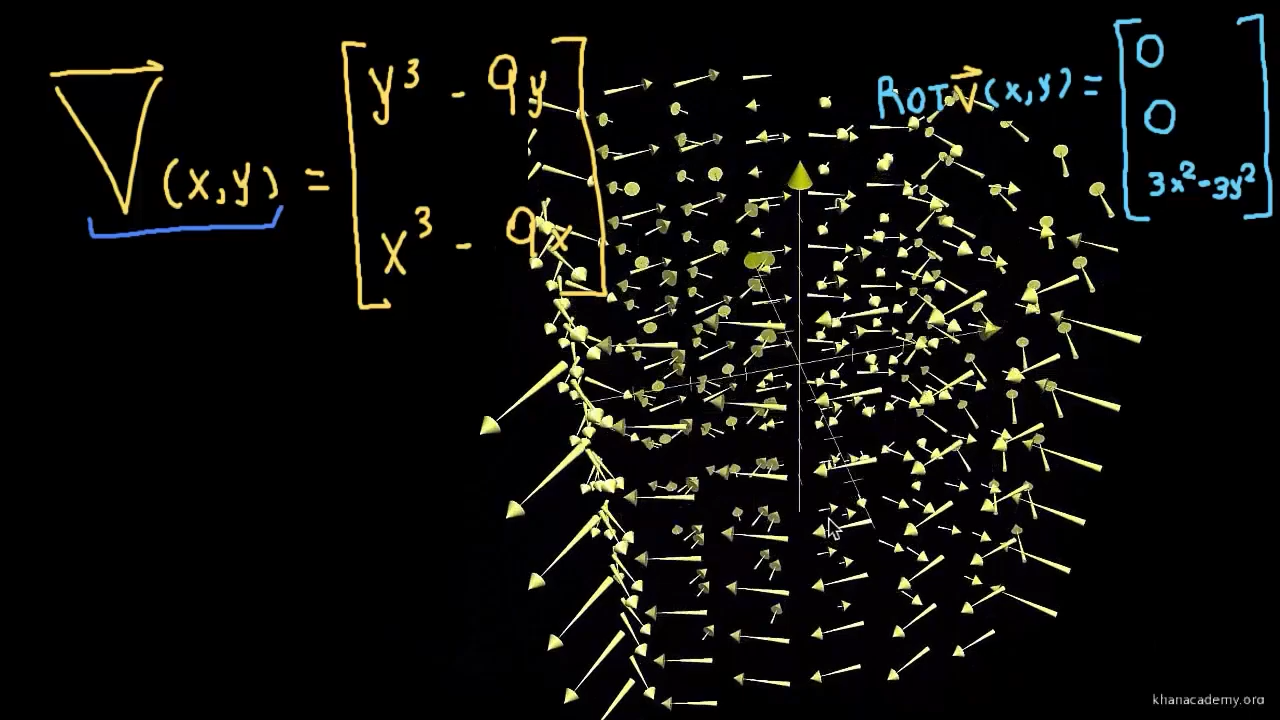 V⃗(x,y) = [ y³ - 9y
x³ - 9x ]
ROT V⃗(x,y) = [ 0
0
3x² - 3y² ]
khanacademy.org